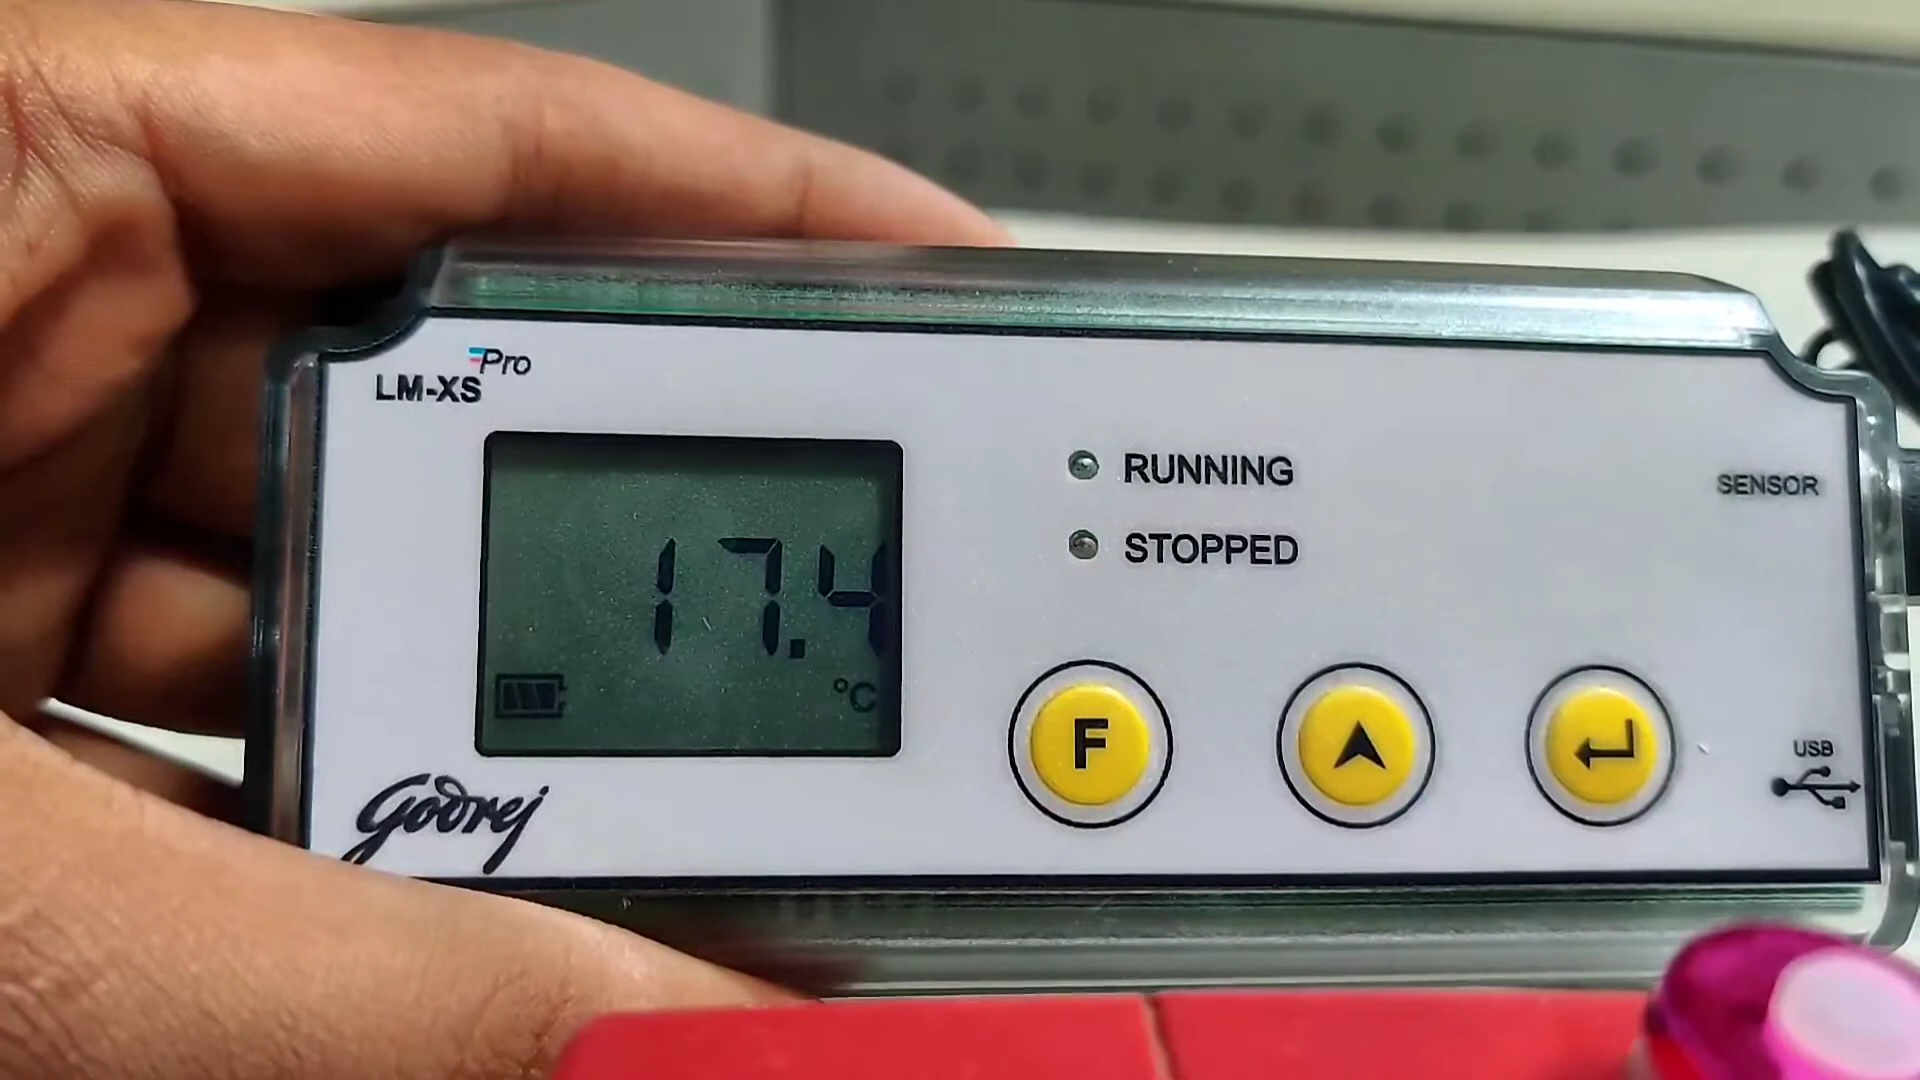 LM-XS Pro
RUNNING
STOPPED
SENSOR
17.4
°C
F
USB
Godrej